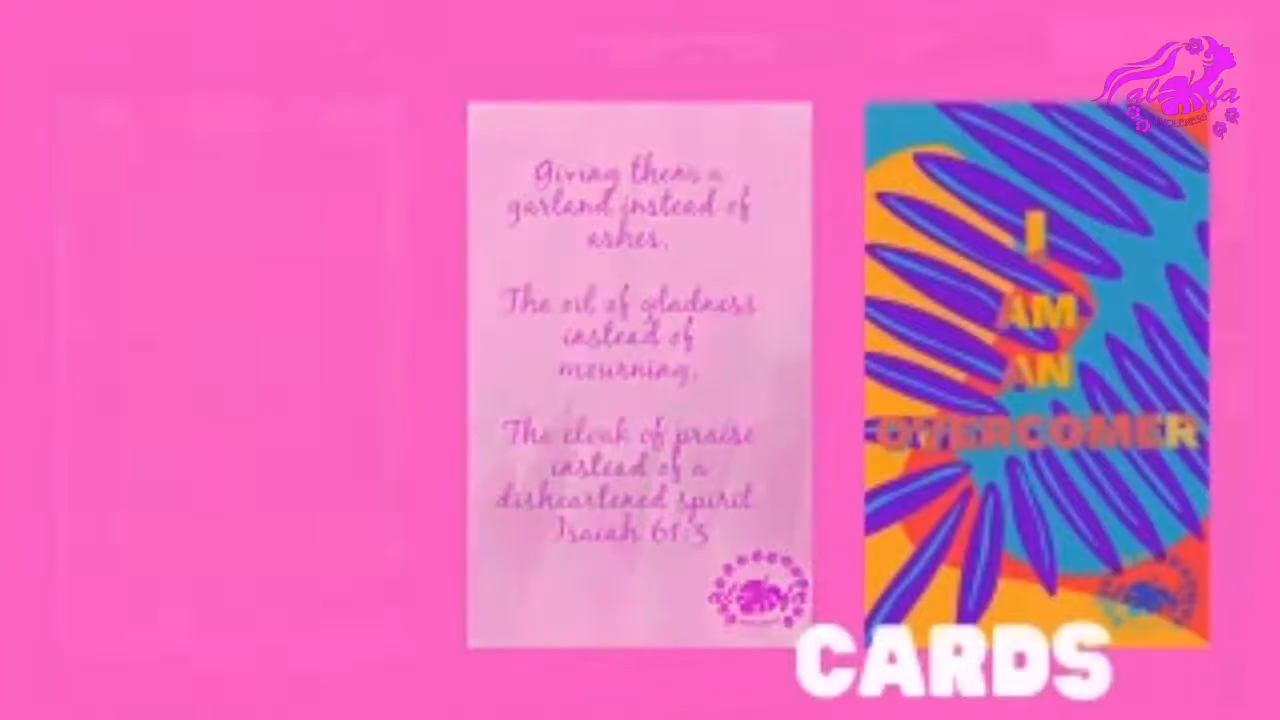 Giving them a
garland instead of
ashes.
The oil of gladness
instead of
mourning.
The cloak of praise
instead of a
disheartened spirit
Isaiah 61:3
I
AM
AN
OVERCOMER
CARDS